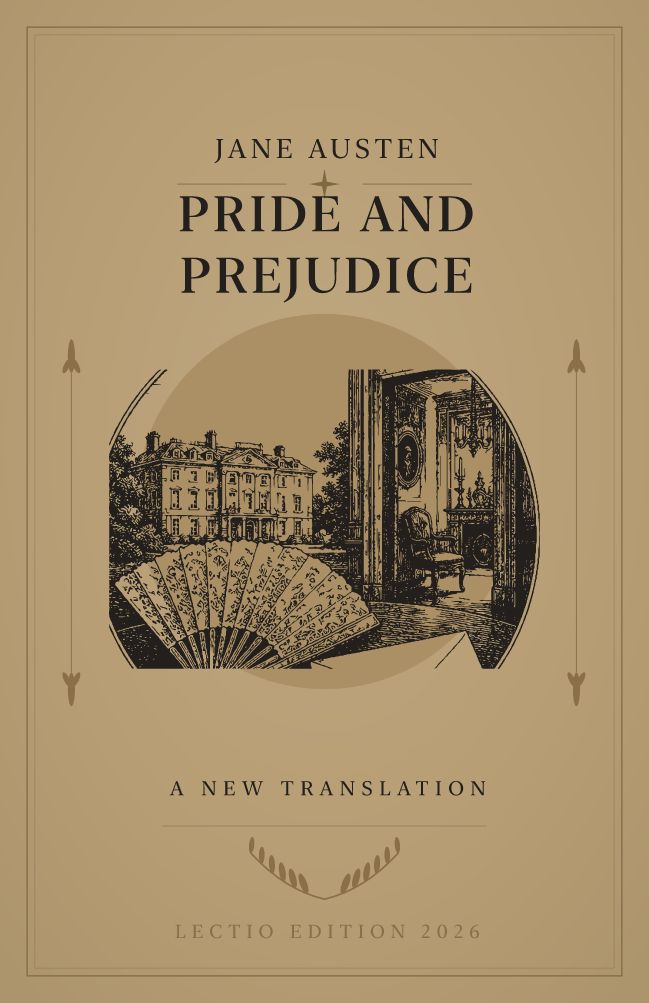 JANE AUSTEN
PRIDE AND
PREJUDICE
A NEW TRANSLATION
LECTIO EDITION 2026